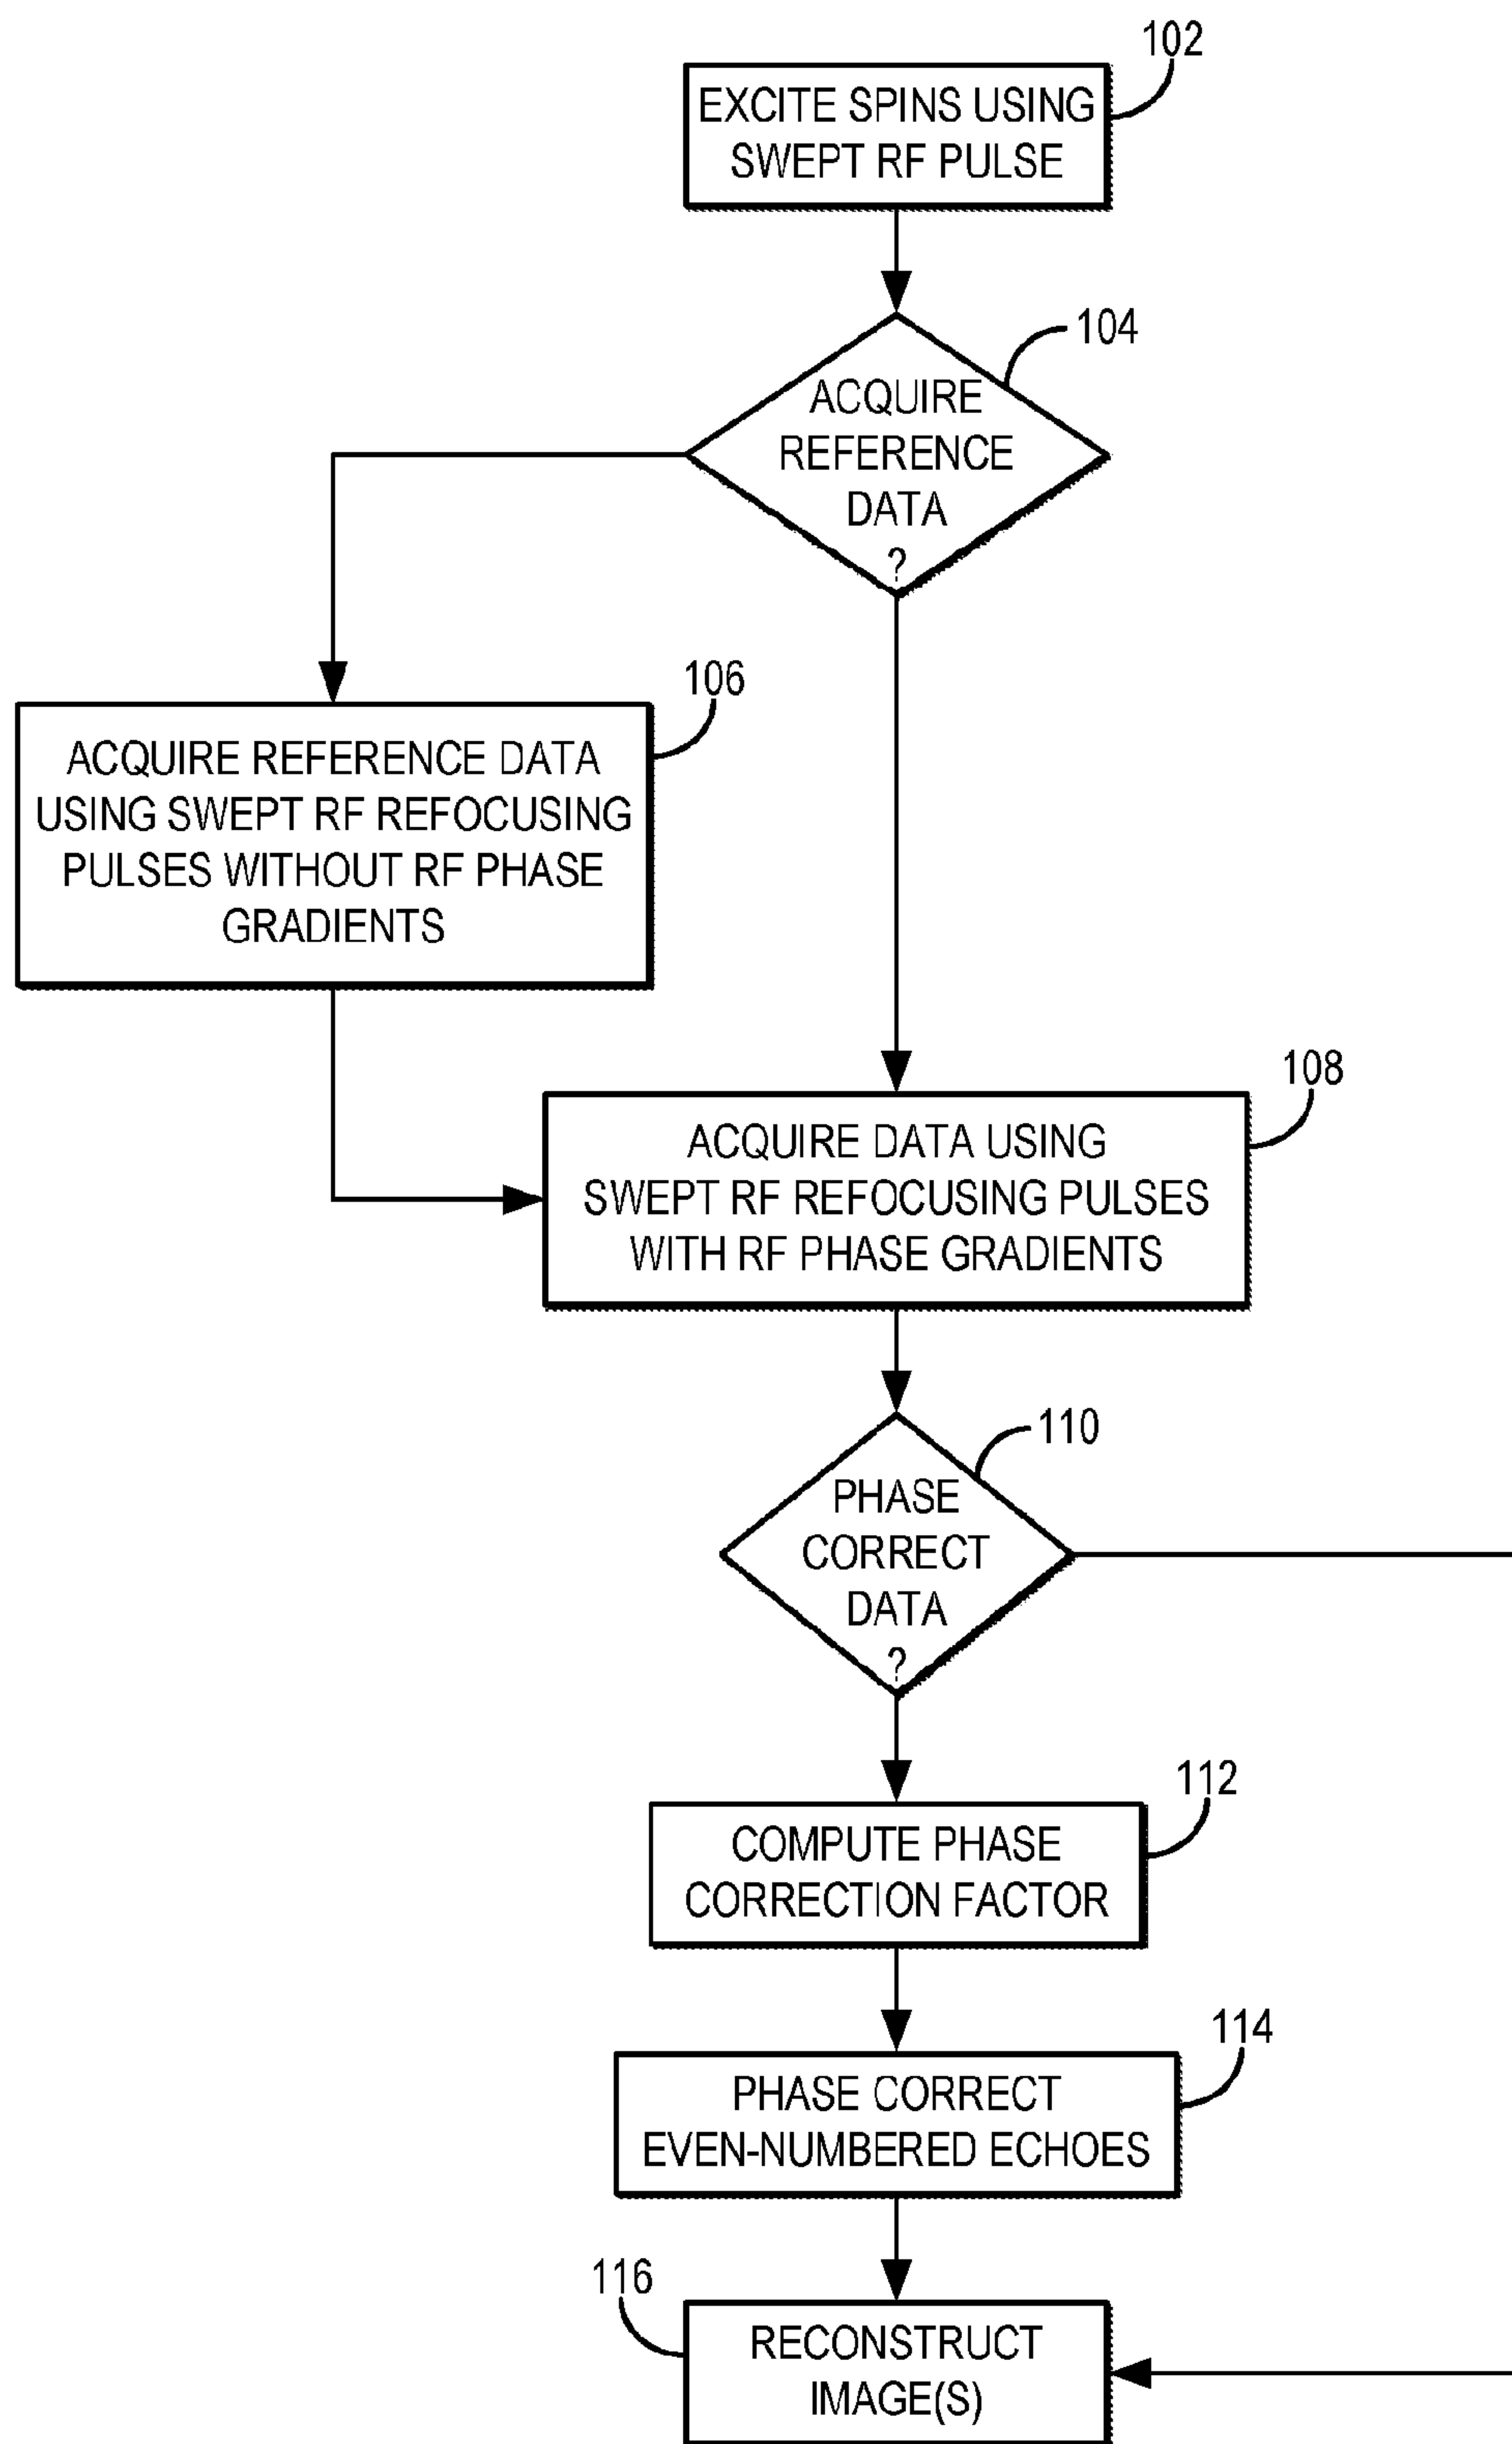 102
EXCITE SPINS USING
SWEPT RF PULSE
104
ACQUIRE
REFERENCE
DATA
?
106
ACQUIRE REFERENCE DATA
USING SWEPT RF REFOCUSING
PULSES WITHOUT RF PHASE
GRADIENTS
108
ACQUIRE DATA USING
SWEPT RF REFOCUSING PULSES
WITH RF PHASE GRADIENTS
110
PHASE
CORRECT
DATA
?
112
COMPUTE PHASE
CORRECTION FACTOR
114
PHASE CORRECT
EVEN-NUMBERED ECHOES
116
RECONSTRUCT
IMAGE(S)